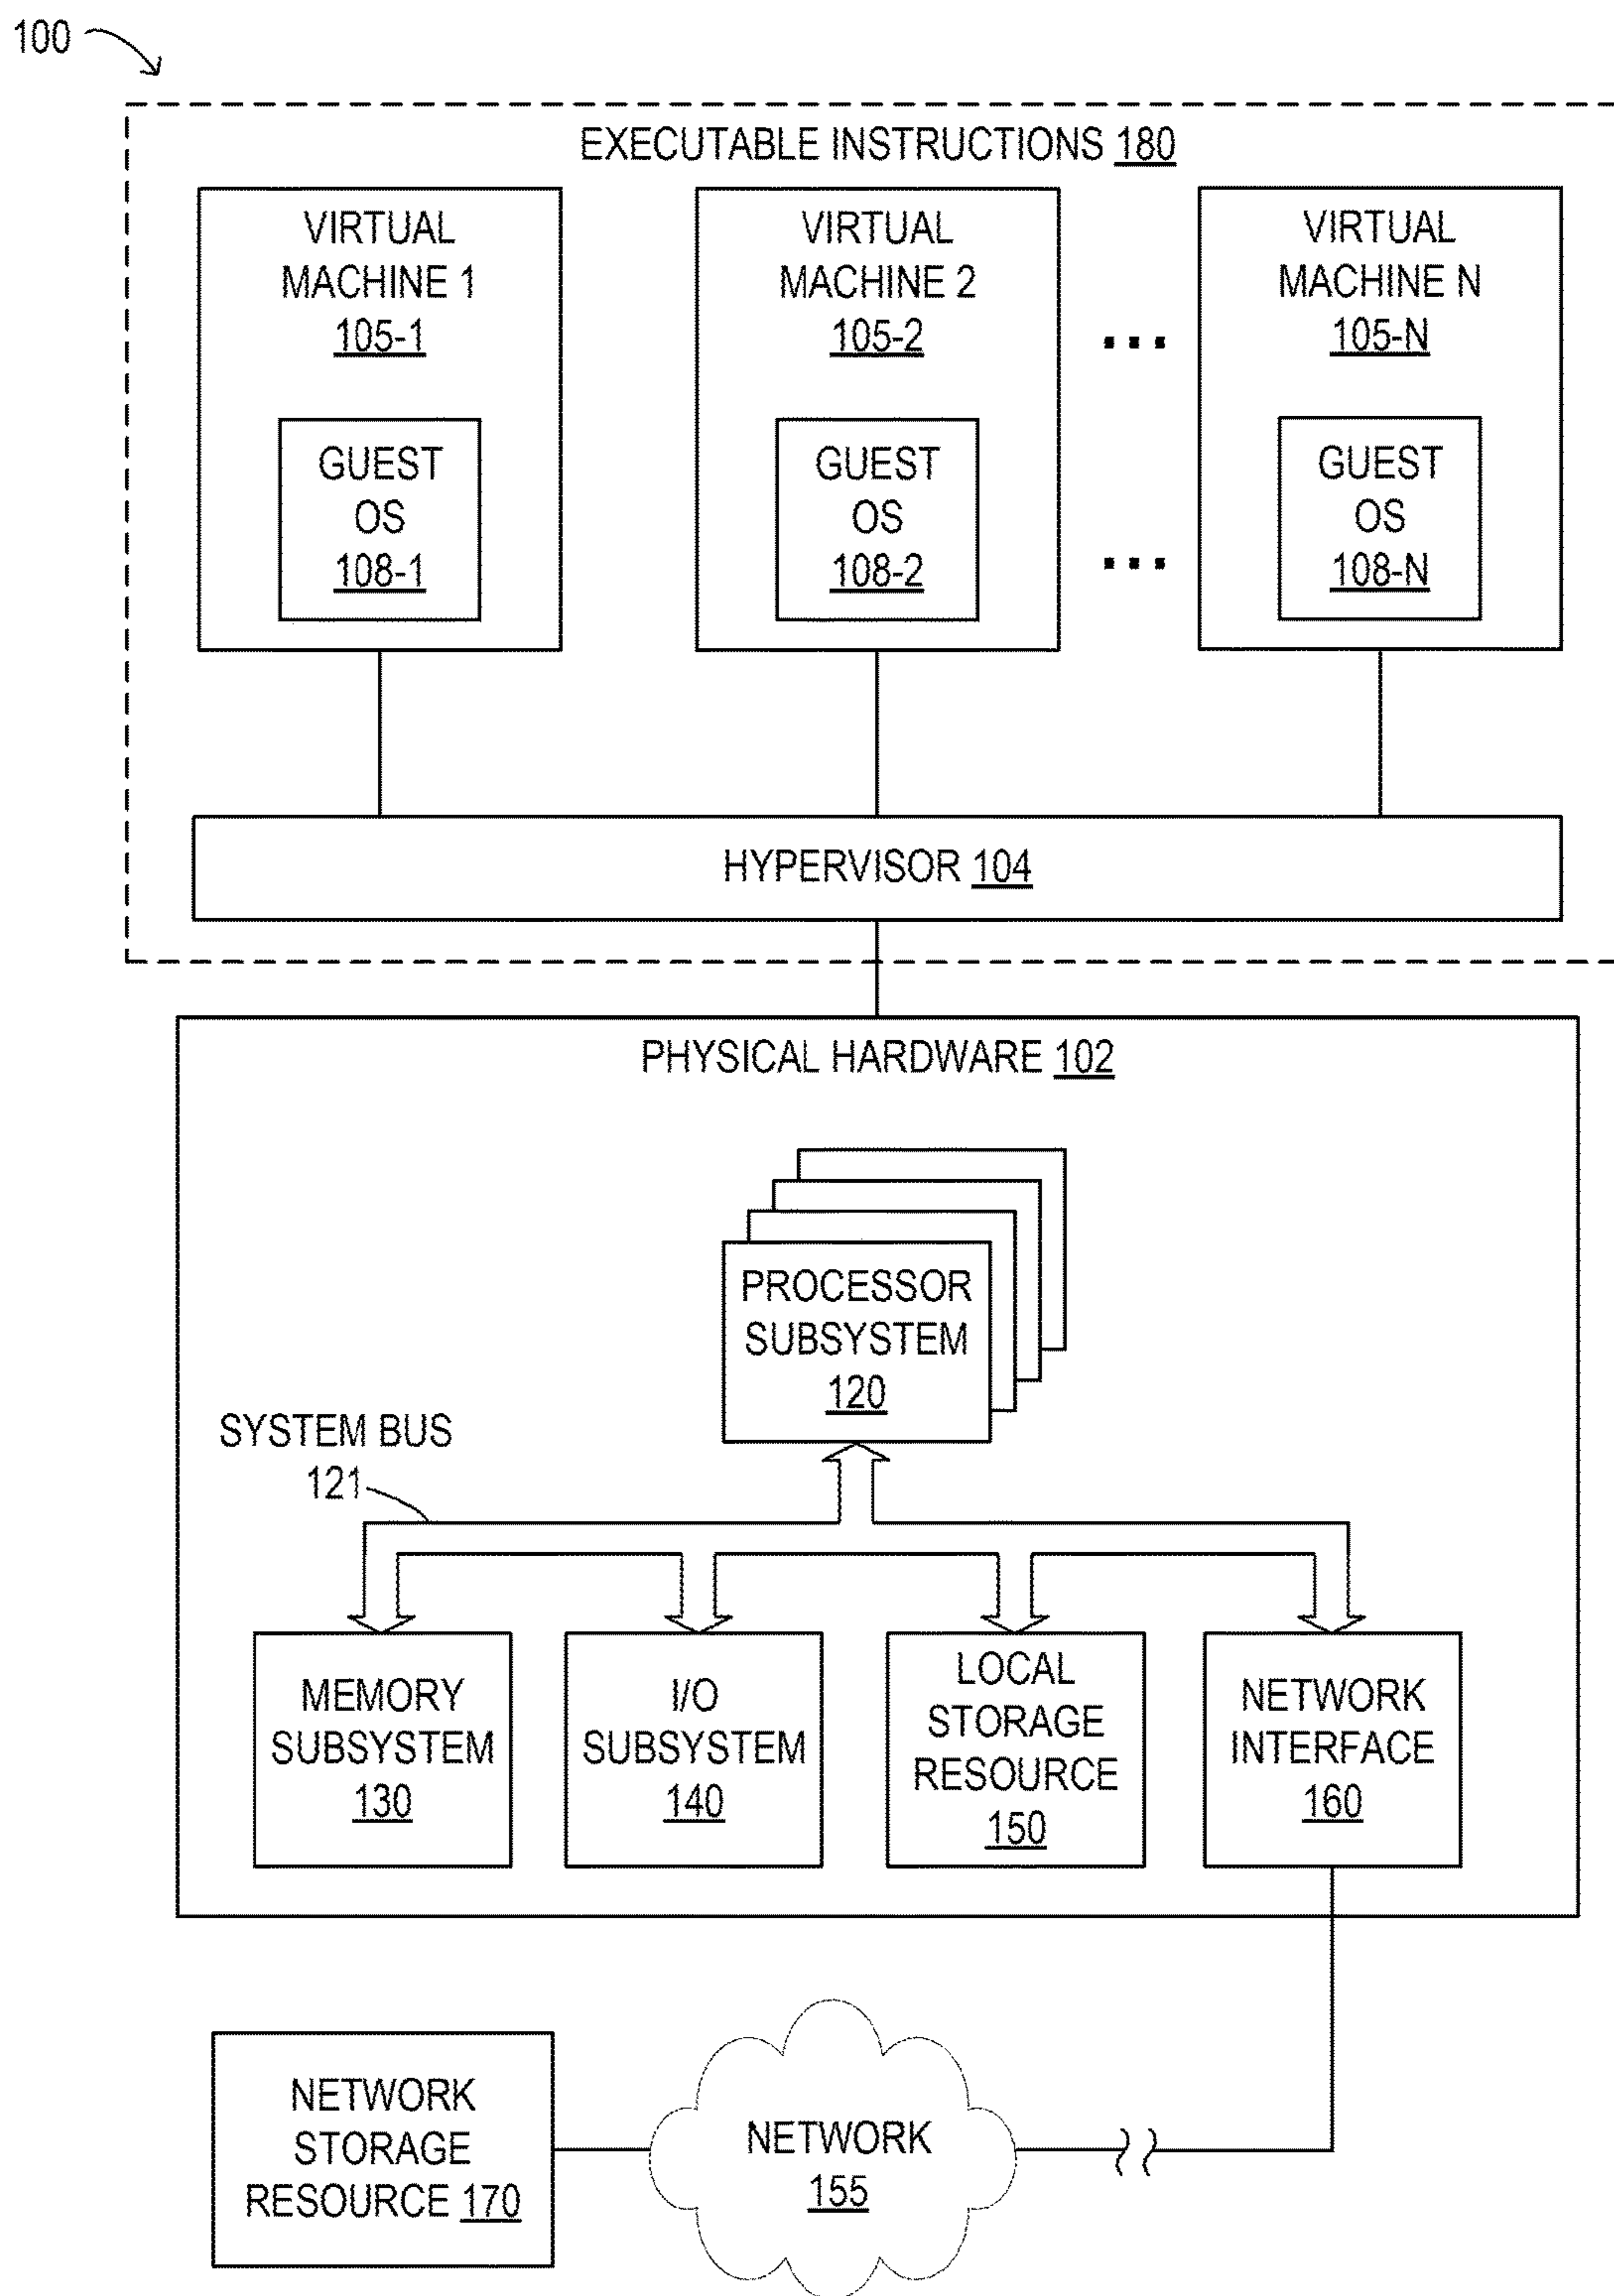 100
EXECUTABLE INSTRUCTIONS 180
VIRTUAL
MACHINE 1
105-1
GUEST
OS
108-1
VIRTUAL
MACHINE 2
105-2
GUEST
OS
108-2
...
...
VIRTUAL
MACHINE N
105-N
GUEST
OS
108-N
HYPERVISOR 104
PHYSICAL HARDWARE 102
PROCESSOR
SUBSYSTEM
120
SYSTEM BUS
121
MEMORY
SUBSYSTEM
130
I/O
SUBSYSTEM
140
LOCAL
STORAGE
RESOURCE
150
NETWORK
INTERFACE
160
NETWORK
STORAGE
RESOURCE 170
NETWORK
155